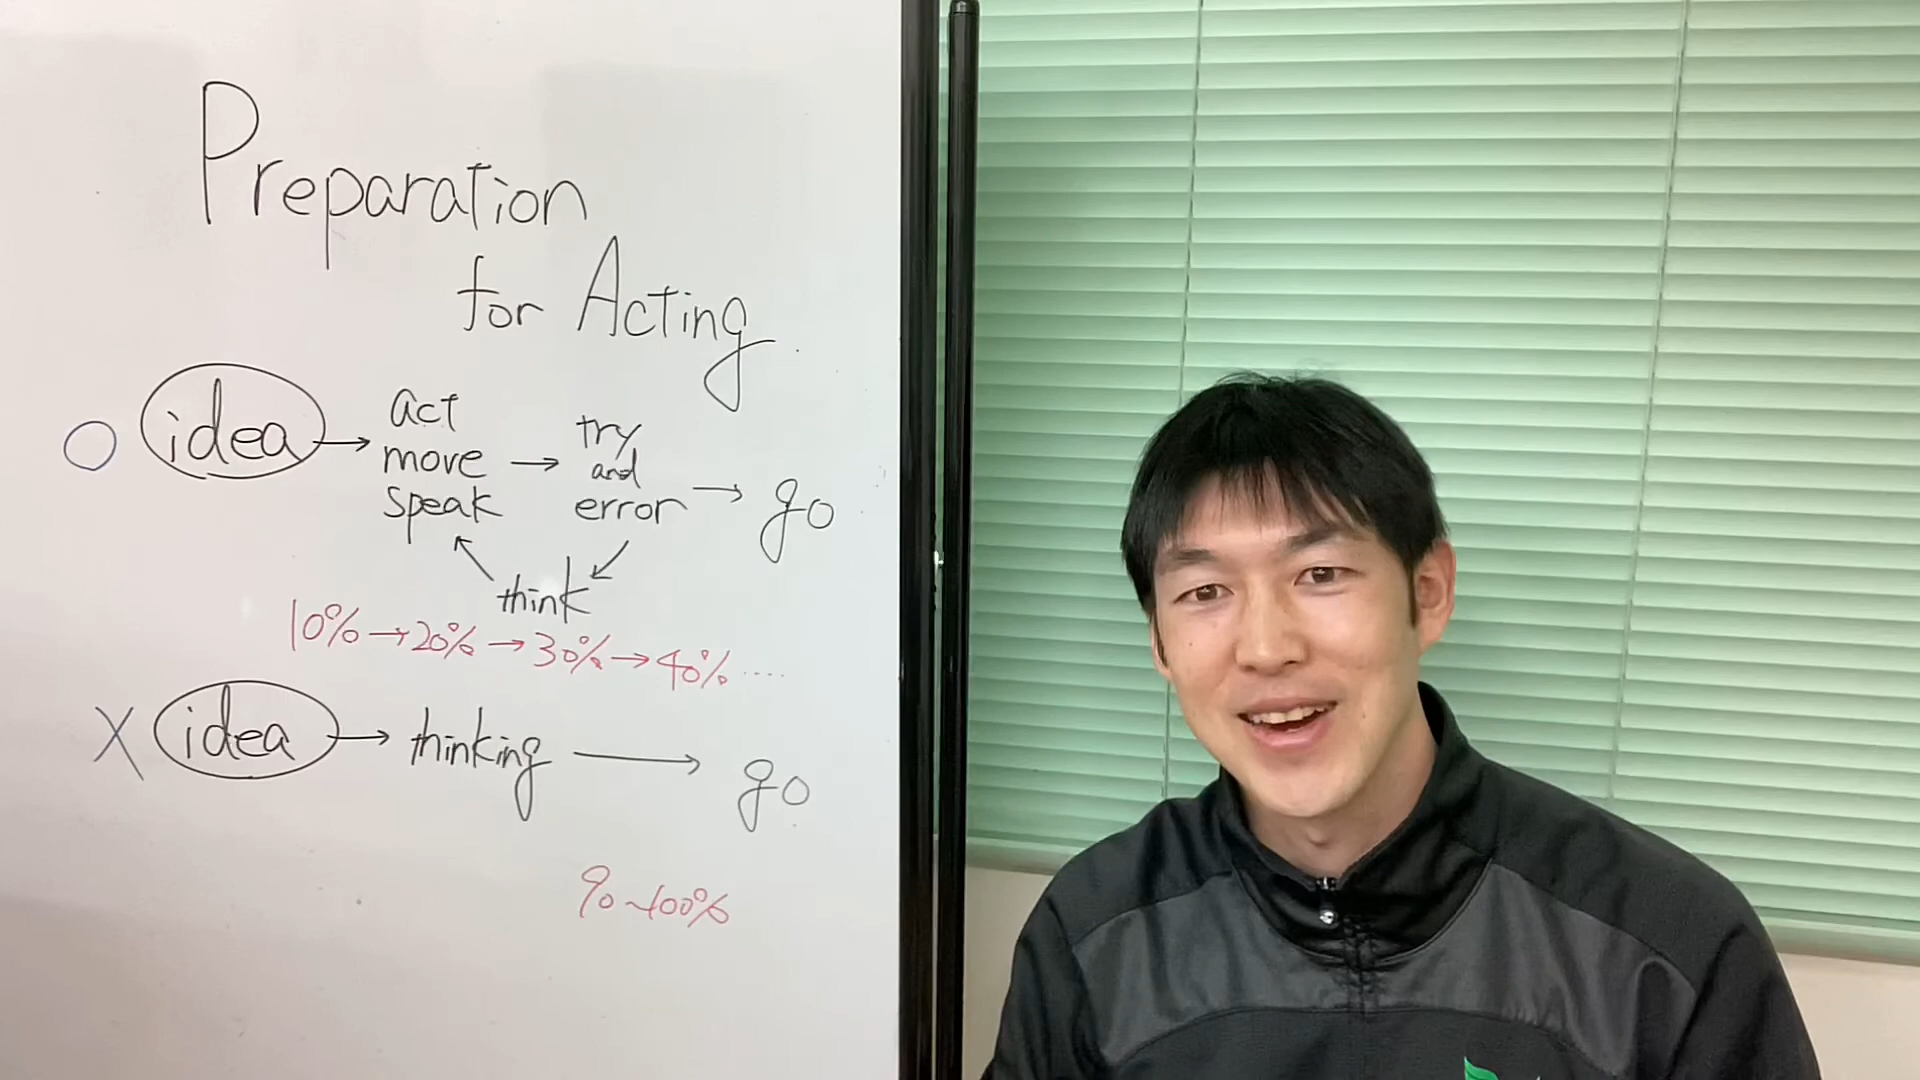 Preparation
for Acting
○ idea → act move speak → try and error → go
think
10% → 20% → 30% → 40% ....
X idea → thinking → go
90~100%